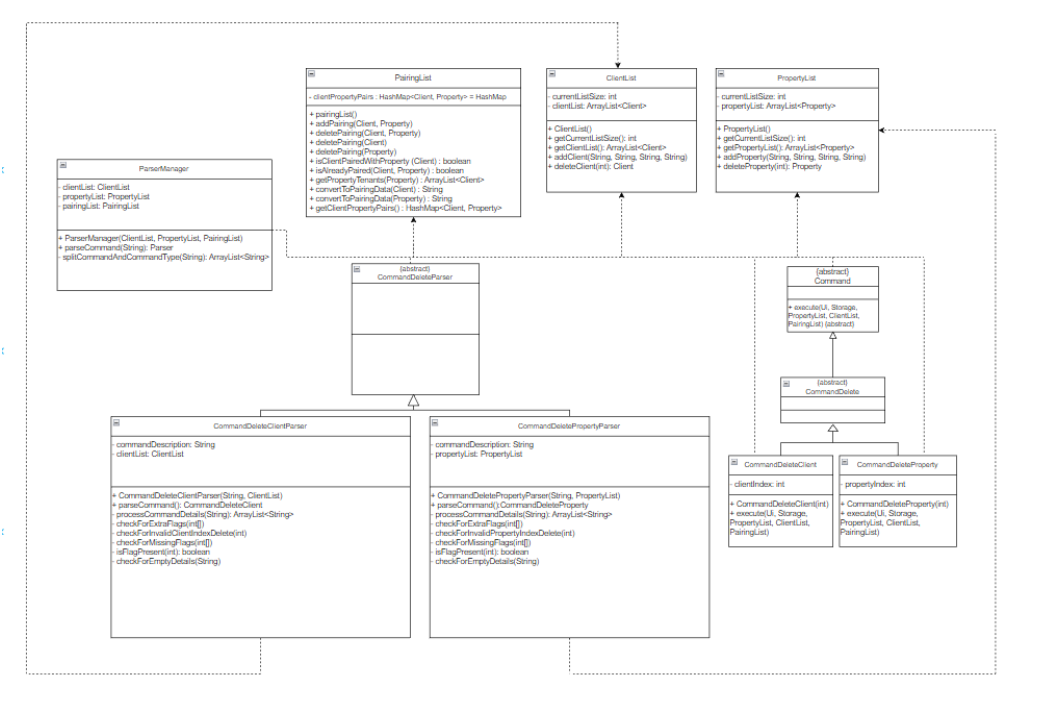 PairingList
- clientPropertyPairs : HashMap<Client, Property> = HashMap
+ pairingList()
+ addPairing(Client, Property)
+ deletePairing(Client, Property)
+ deletePairing(Client)
+ deletePairing(Property)
+ isClientPairedWithProperty (Client) : boolean
+ isAlreadyPaired(Client, Property) : boolean
+ getPropertyTenants(Property) : ArrayList<Client>
+ convertToPairingData(Client) : String
+ convertToPairingData(Property) : String
+ getClientPropertyPairs() : HashMap<Client, Property>
ClientList
- currentListSize: int
- clientList: ArrayList<Client>
+ ClientList()
+ getCurrentListSize(): int
+ getClientList(): ArrayList<Client>
+ addClient(String, String, String, String)
+ deleteClient(int): Client
PropertyList
- currentListSize: int
- propertyList: ArrayList<Property>
+ PropertyList()
+ getCurrentListSize(): int
+ getPropertyList(): ArrayList<Property>
+ addProperty(String, String, String, String)
+ deleteProperty(int): Property
ParserManager
- clientList: ClientList
- propertyList: PropertyList
- pairingList: PairingList
+ ParserManager(ClientList, PropertyList, PairingList)
+ parseCommand(String): Parser
- splitCommandAndCommandType(String): ArrayList<String>
{abstract}
CommandDeleteParser
{abstract}
Command
+ execute(Ui, Storage,
PropertyList, ClientList,
PairingList) {abstract}
{abstract}
CommandDelete
CommandDeleteClientParser
- commandDescription: String
- clientList: ClientList
+ CommandDeleteClientParser(String, ClientList)
+ parseCommand(): CommandDeleteClient
- processCommandDetails(String): ArrayList<String>
- checkForExtraFlags(int[])
- checkForInvalidClientIndexDelete(int)
- checkForMissingFlags(int[])
- isFlagPresent(int): boolean
- checkForEmptyDetails(String)
CommandDeletePropertyParser
- commandDescription: String
- propertyList: PropertyList
+ CommandDeletePropertyParser(String, PropertyList)
+ parseCommand():CommandDeleteProperty
- processCommandDetails(String): ArrayList<String>
- checkForExtraFlags(int[])
- checkForInvalidPropertyIndexDelete(int)
- checkForMissingFlags(int[])
- isFlagPresent(int): boolean
- checkForEmptyDetails(String)
CommandDeleteClient
- clientIndex: int
+ CommandDeleteClient(int)
+ execute(Ui, Storage,
PropertyList, ClientList,
PairingList)
CommandDeleteProperty
- propertyIndex: int
+ CommandDeleteProperty(int)
+ execute(Ui, Storage,
PropertyList, ClientList,
PairingList)